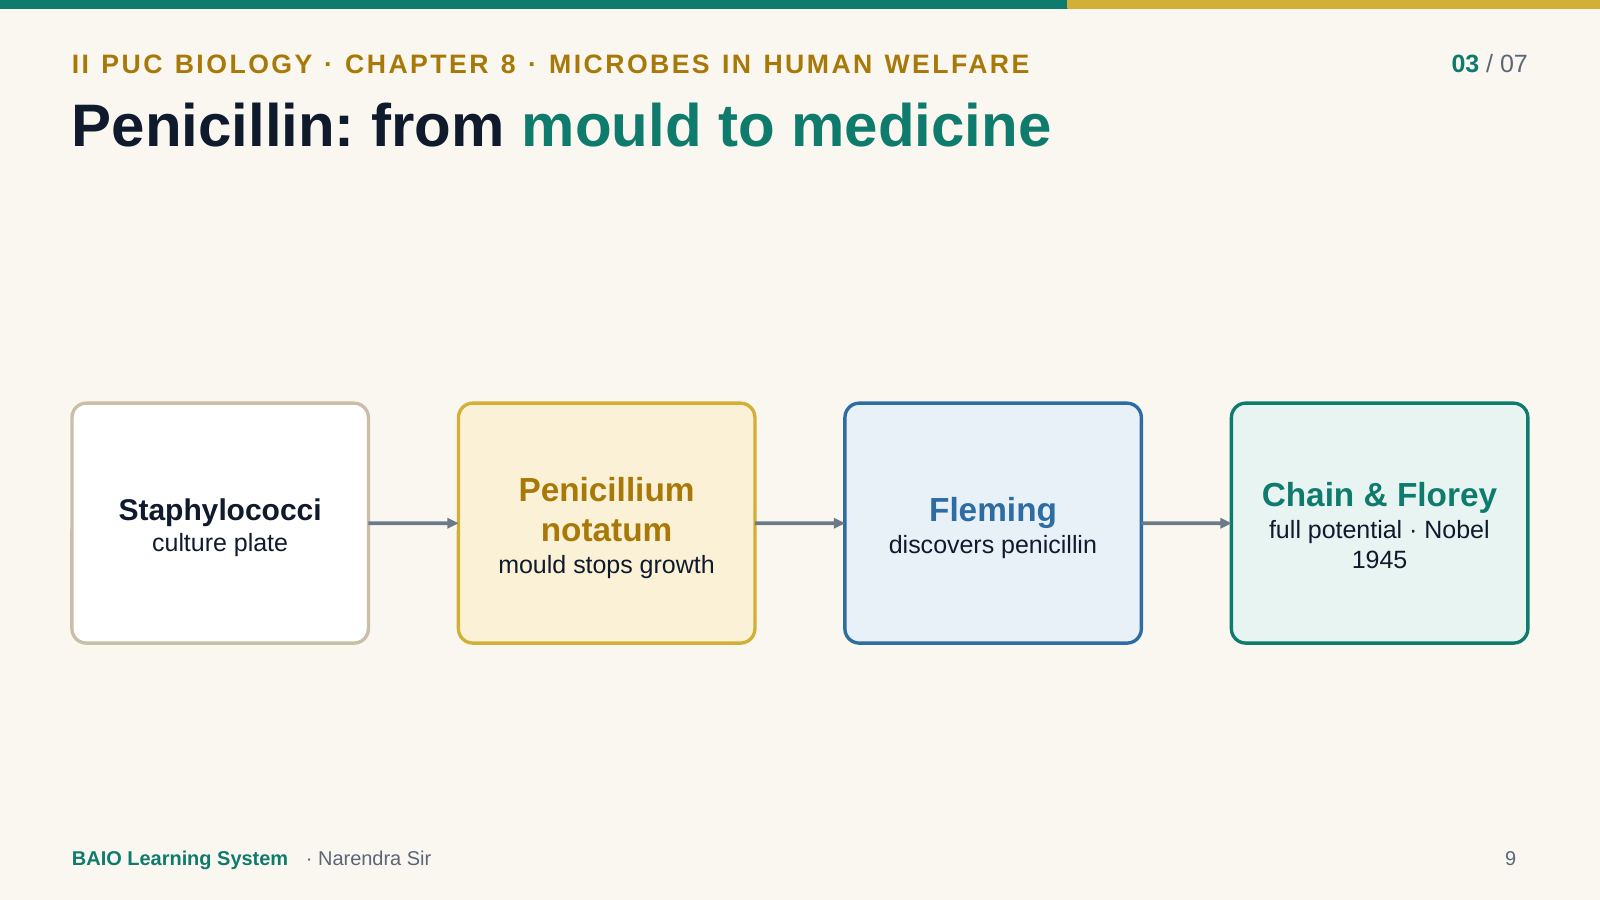 II PUC BIOLOGY · CHAPTER 8 · MICROBES IN HUMAN WELFARE
03 / 07
Penicillin: from mould to medicine
Staphylococci
culture plate
Penicillium
notatum
mould stops growth
Fleming
discovers penicillin
Chain & Florey
full potential · Nobel
1945
BAIO Learning System · Narendra Sir
9